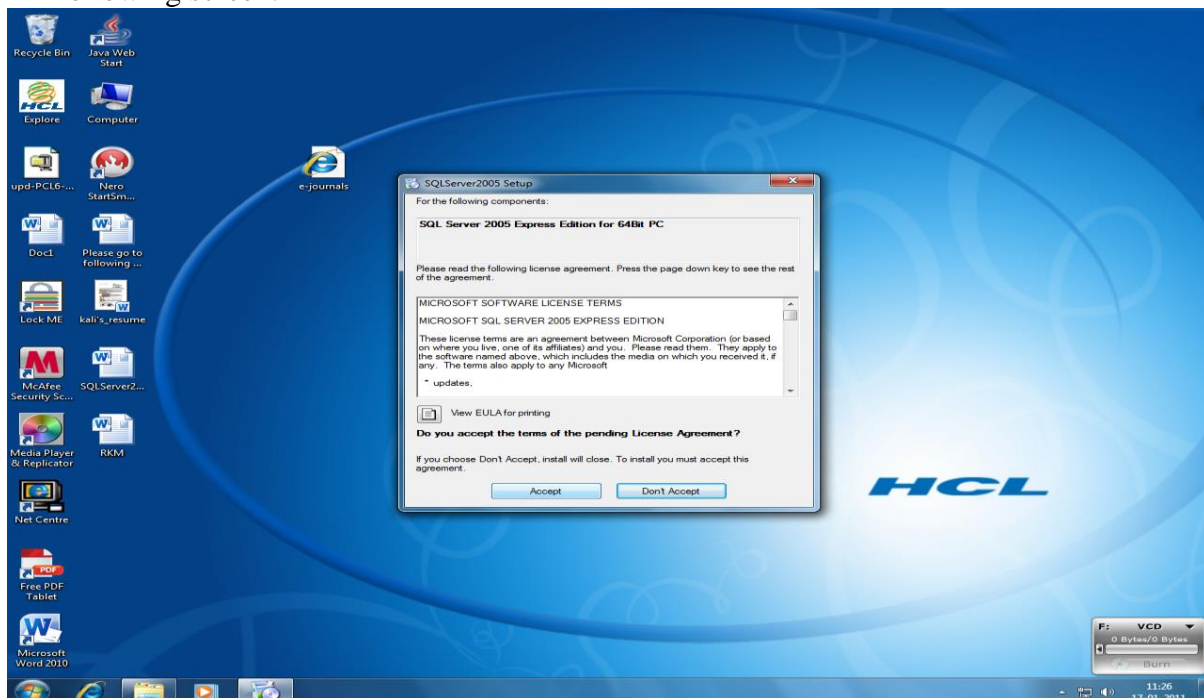 Recycle Bin
Java Web
Start
HCL
Explore
Computer
upd-PCL6-...
Nero
StartSm...
e-journals
Doc1
Please go to
following ...
Lock ME
kali's_resume
McAfee
Security Sc...
SQLServer2...
Media Player
& Replicator
RKM
Net Centre
PDF
Free PDF
Tablet
Microsoft
Word 2010
SQLServer2005 Setup
For the following components:
SQL Server 2005 Express Edition for 64Bit PC
Please read the following license agreement. Press the page down key to see the rest
of the agreement.
MICROSOFT SOFTWARE LICENSE TERMS
MICROSOFT SQL SERVER 2005 EXPRESS EDITION
These license terms are an agreement between Microsoft Corporation (or based
on where you live, one of its affiliates) and you. Please read them. They apply to
the software named above, which includes the media on which you received it, if
any. The terms also apply to any Microsoft
* updates,
View EULA for printing
Do you accept the terms of the pending License Agreement?
If you choose Don't Accept, install will close. To install you must accept this
agreement.
Accept
Don't Accept
HCL
F: VCD
0 Bytes/0 Bytes
Burn
11:26
17-01-2011